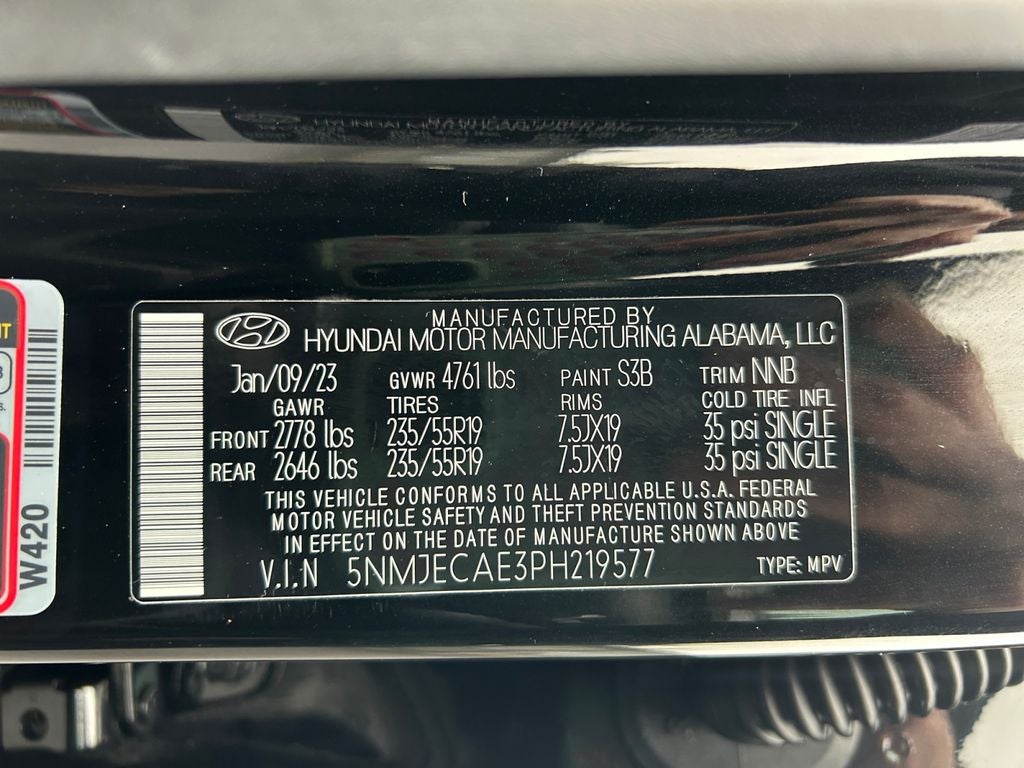 MANUFACTURED BY
HYUNDAI MOTOR MANUFACTURING ALABAMA, LLC
Jan/09/23 GVWR 4761 lbs PAINT S3B TRIM NNB
GAWR TIRES RIMS COLD TIRE INFL
FRONT 2778 lbs 235/55R19 7.5JX19 35 psi SINGLE
REAR 2646 lbs 235/55R19 7.5JX19 35 psi SINGLE
THIS VEHICLE CONFORMS TO ALL APPLICABLE U.S.A. FEDERAL
MOTOR VEHICLE SAFETY AND THEFT PREVENTION STANDARDS
IN EFFECT ON THE DATE OF MANUFACTURE SHOWN ABOVE
V.I.N 5NMJECAE3PH219577 TYPE: MPV
W420